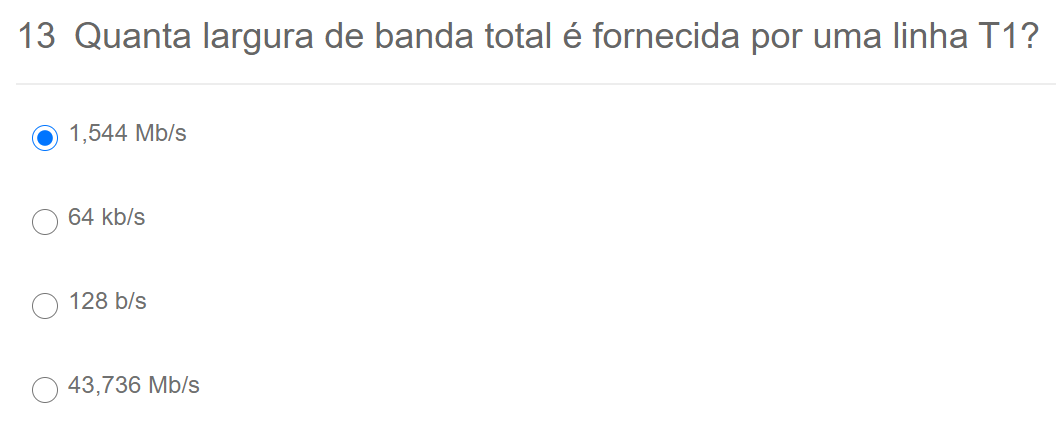 13 Quanta largura de banda total é fornecida por uma linha T1?
1,544 Mb/s
64 kb/s
128 b/s
43,736 Mb/s